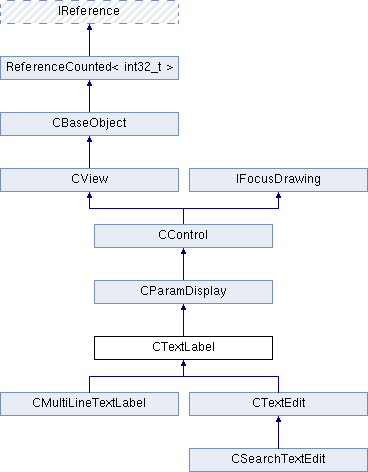 IReference
ReferenceCounted< int32_t >
CBaseObject
CView
IFocusDrawing
CControl
CParamDisplay
CTextLabel
CMultiLineTextLabel
CTextEdit
CSearchTextEdit